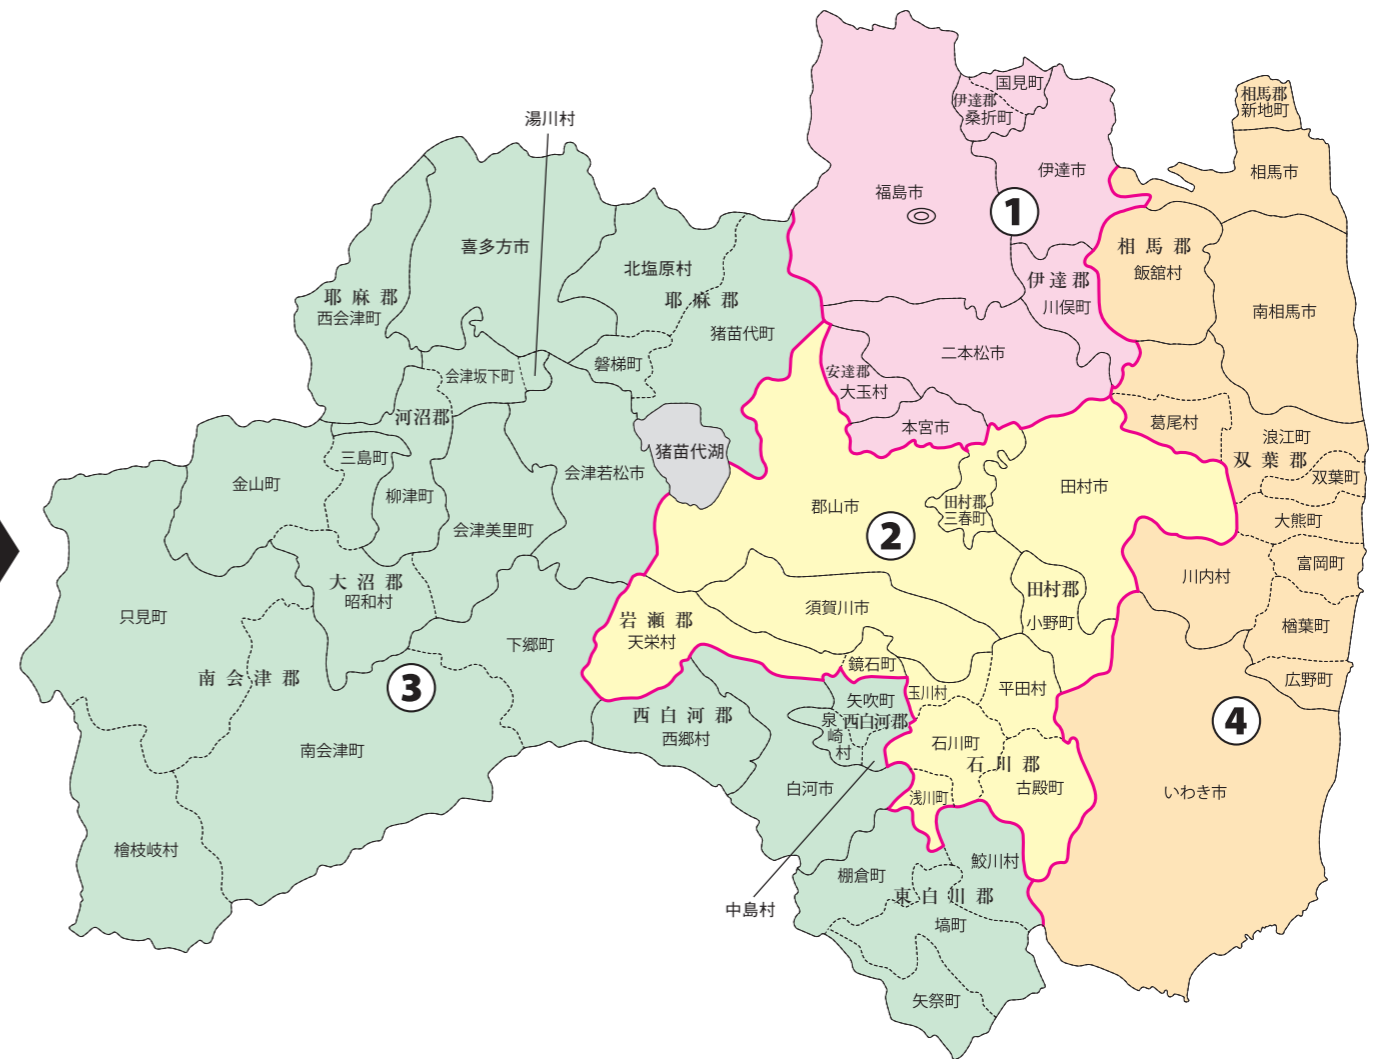 国見町
伊達郡
桑折町
相馬郡
新地町
湯川村
伊達市
相馬市
福島市
1
喜多方市
相馬郡
飯舘村
北塩原村
耶麻郡
伊達郡
川俣町
耶麻郡
西会津町
南相馬市
猪苗代町
二本松市
磐梯町
会津坂下町
安達郡
大玉村
河沼郡
本宮市
葛尾村
浪江町
双葉郡
双葉町
猪苗代湖
三島町
会津若松市
金山町
柳津町
田村市
郡山市
田村郡
三春町
大熊町
会津美里町
2
富岡町
川内村
大沼郡
昭和村
田村郡
小野町
只見町
須賀川市
岩瀬郡
天栄村
楢葉町
下郷町
鏡石町
南会津郡
3
広野町
玉川村
平田村
矢吹町
西白河郡
西郷村
泉崎村
西白河郡
4
石川町
石川郡
古殿町
南会津町
白河市
浅川町
いわき市
檜枝岐村
鮫川村
棚倉町
東白川郡
中島村
塙町
矢祭町